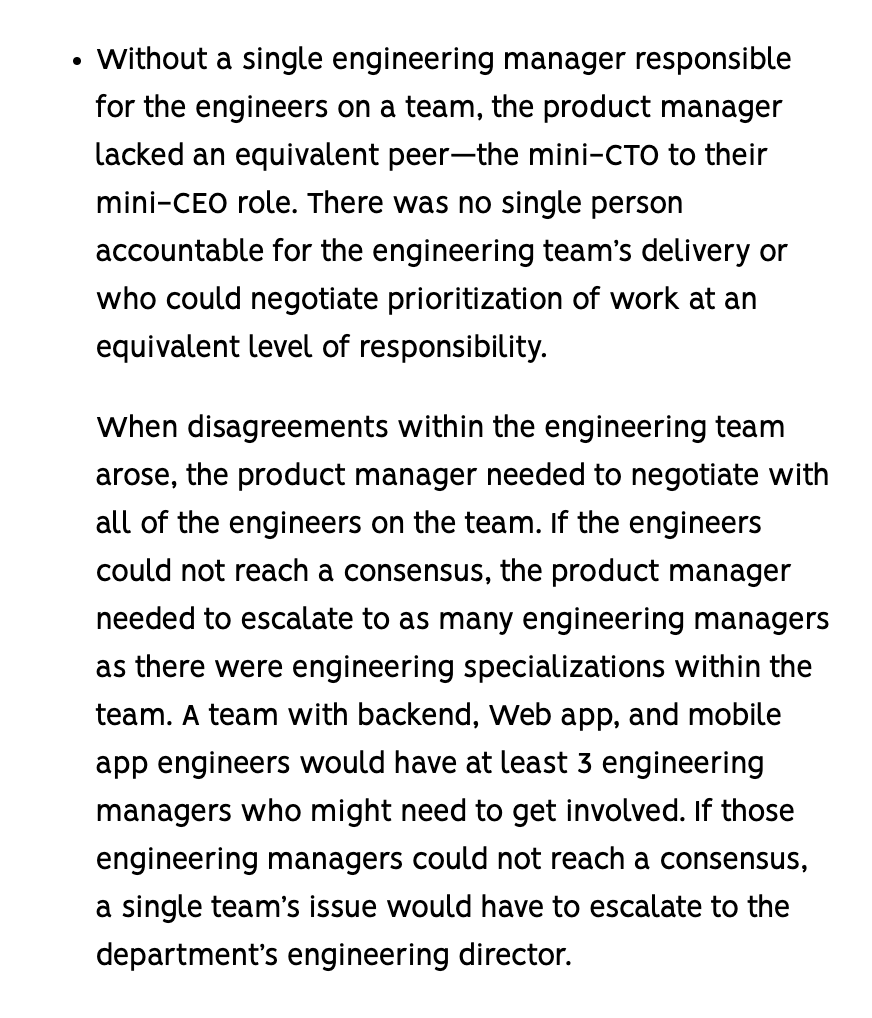 • Without a single engineering manager responsible
for the engineers on a team, the product manager
lacked an equivalent peer—the mini-CTO to their
mini-CEO role. There was no single person
accountable for the engineering team’s delivery or
who could negotiate prioritization of work at an
equivalent level of responsibility.
When disagreements within the engineering team
arose, the product manager needed to negotiate with
all of the engineers on the team. If the engineers
could not reach a consensus, the product manager
needed to escalate to as many engineering managers
as there were engineering specializations within the
team. A team with backend, Web app, and mobile
app engineers would have at least 3 engineering
managers who might need to get involved. If those
engineering managers could not reach a consensus,
a single team’s issue would have to escalate to the
department’s engineering director.